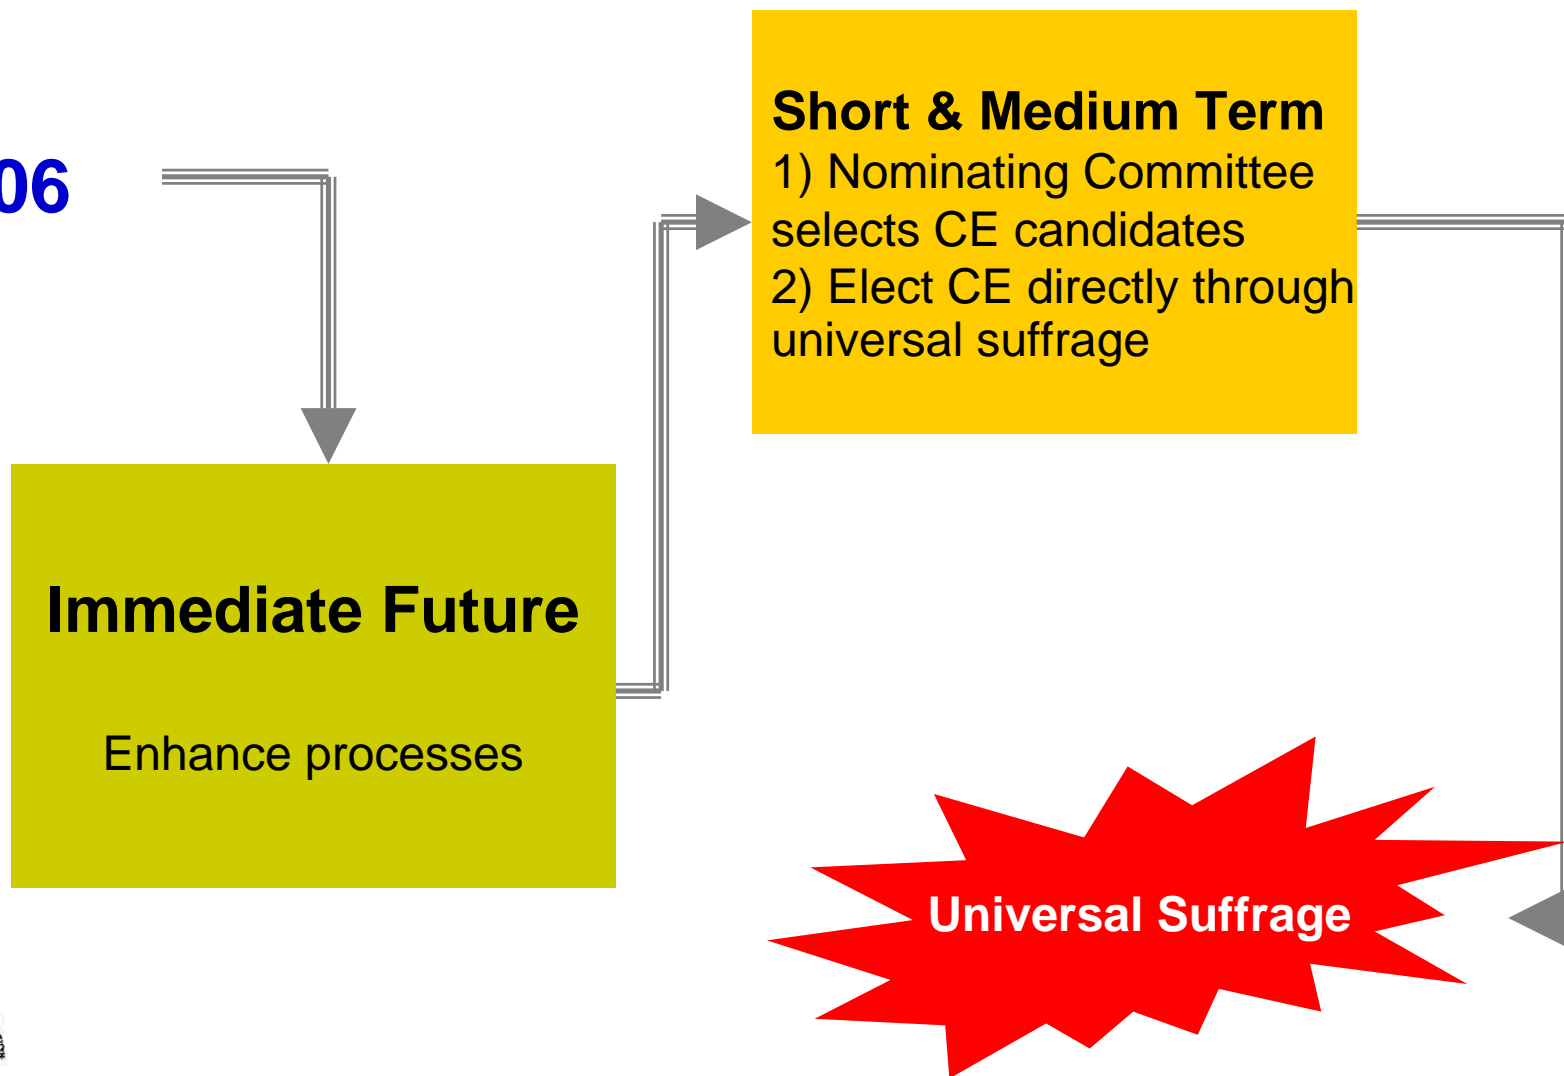 06
Short & Medium Term
1) Nominating Committee
selects CE candidates
2) Elect CE directly through
universal suffrage
Immediate Future
Enhance processes
Universal Suffrage